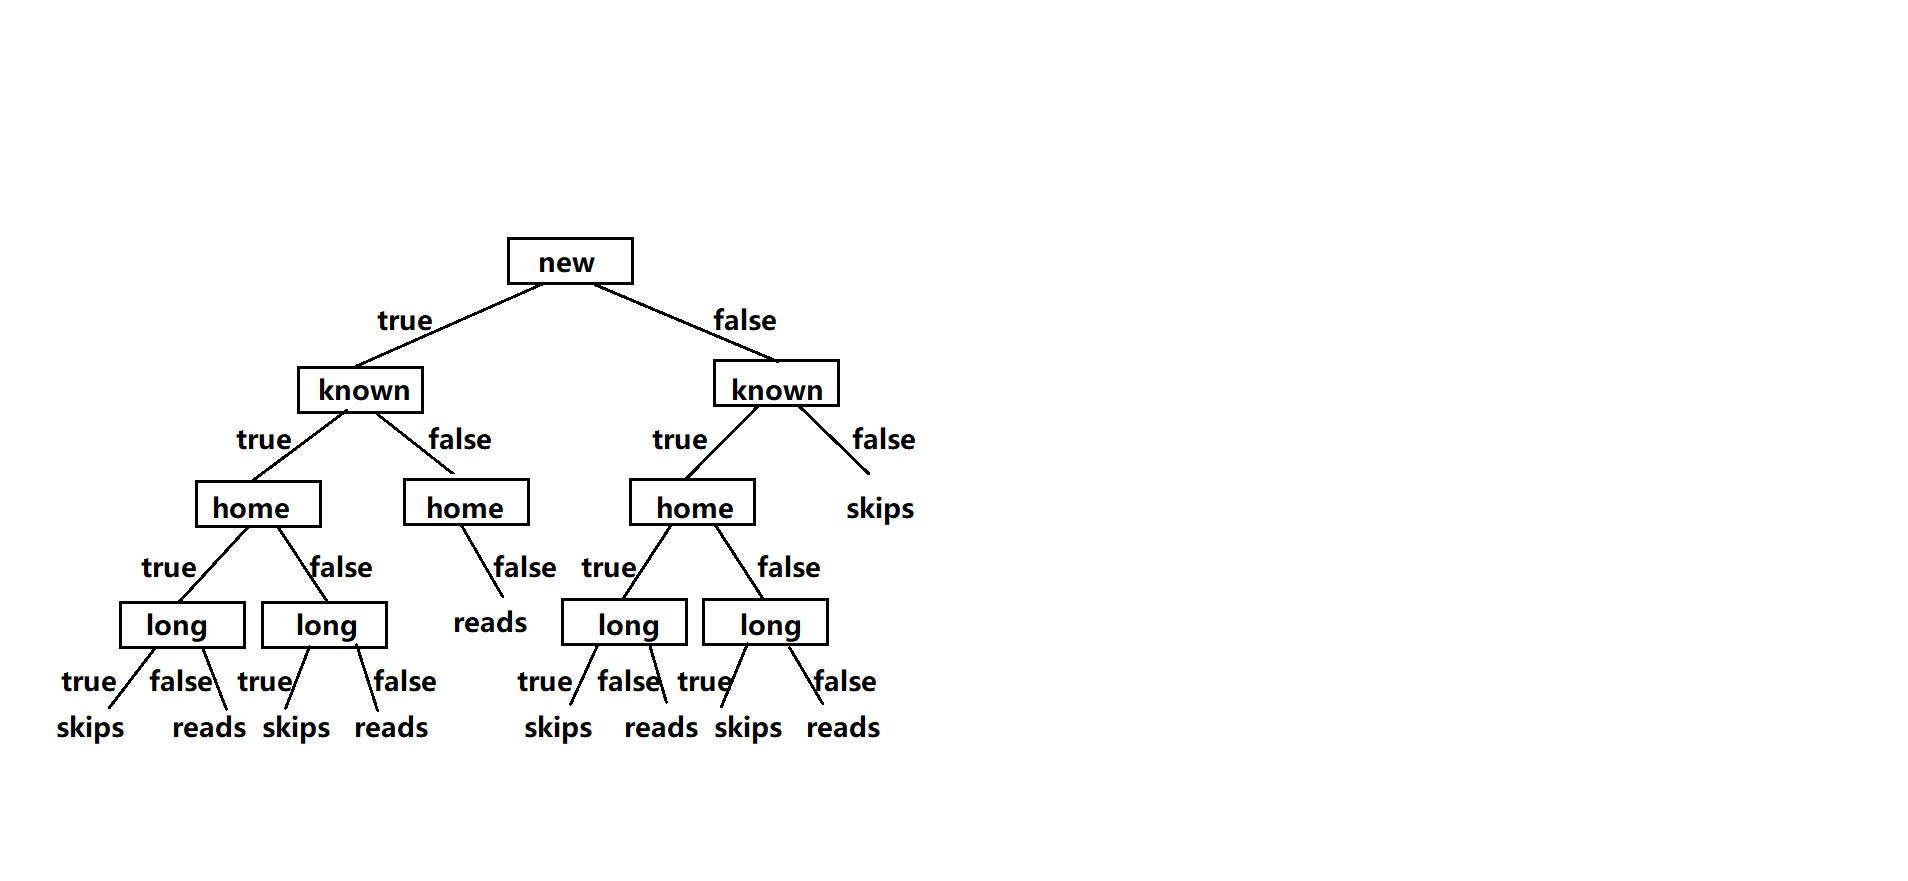 new
true false
known known
true false true false
home home home skips
true false false true false
long long reads long long
true false true false true false true false
skips reads skips reads skips reads skips reads